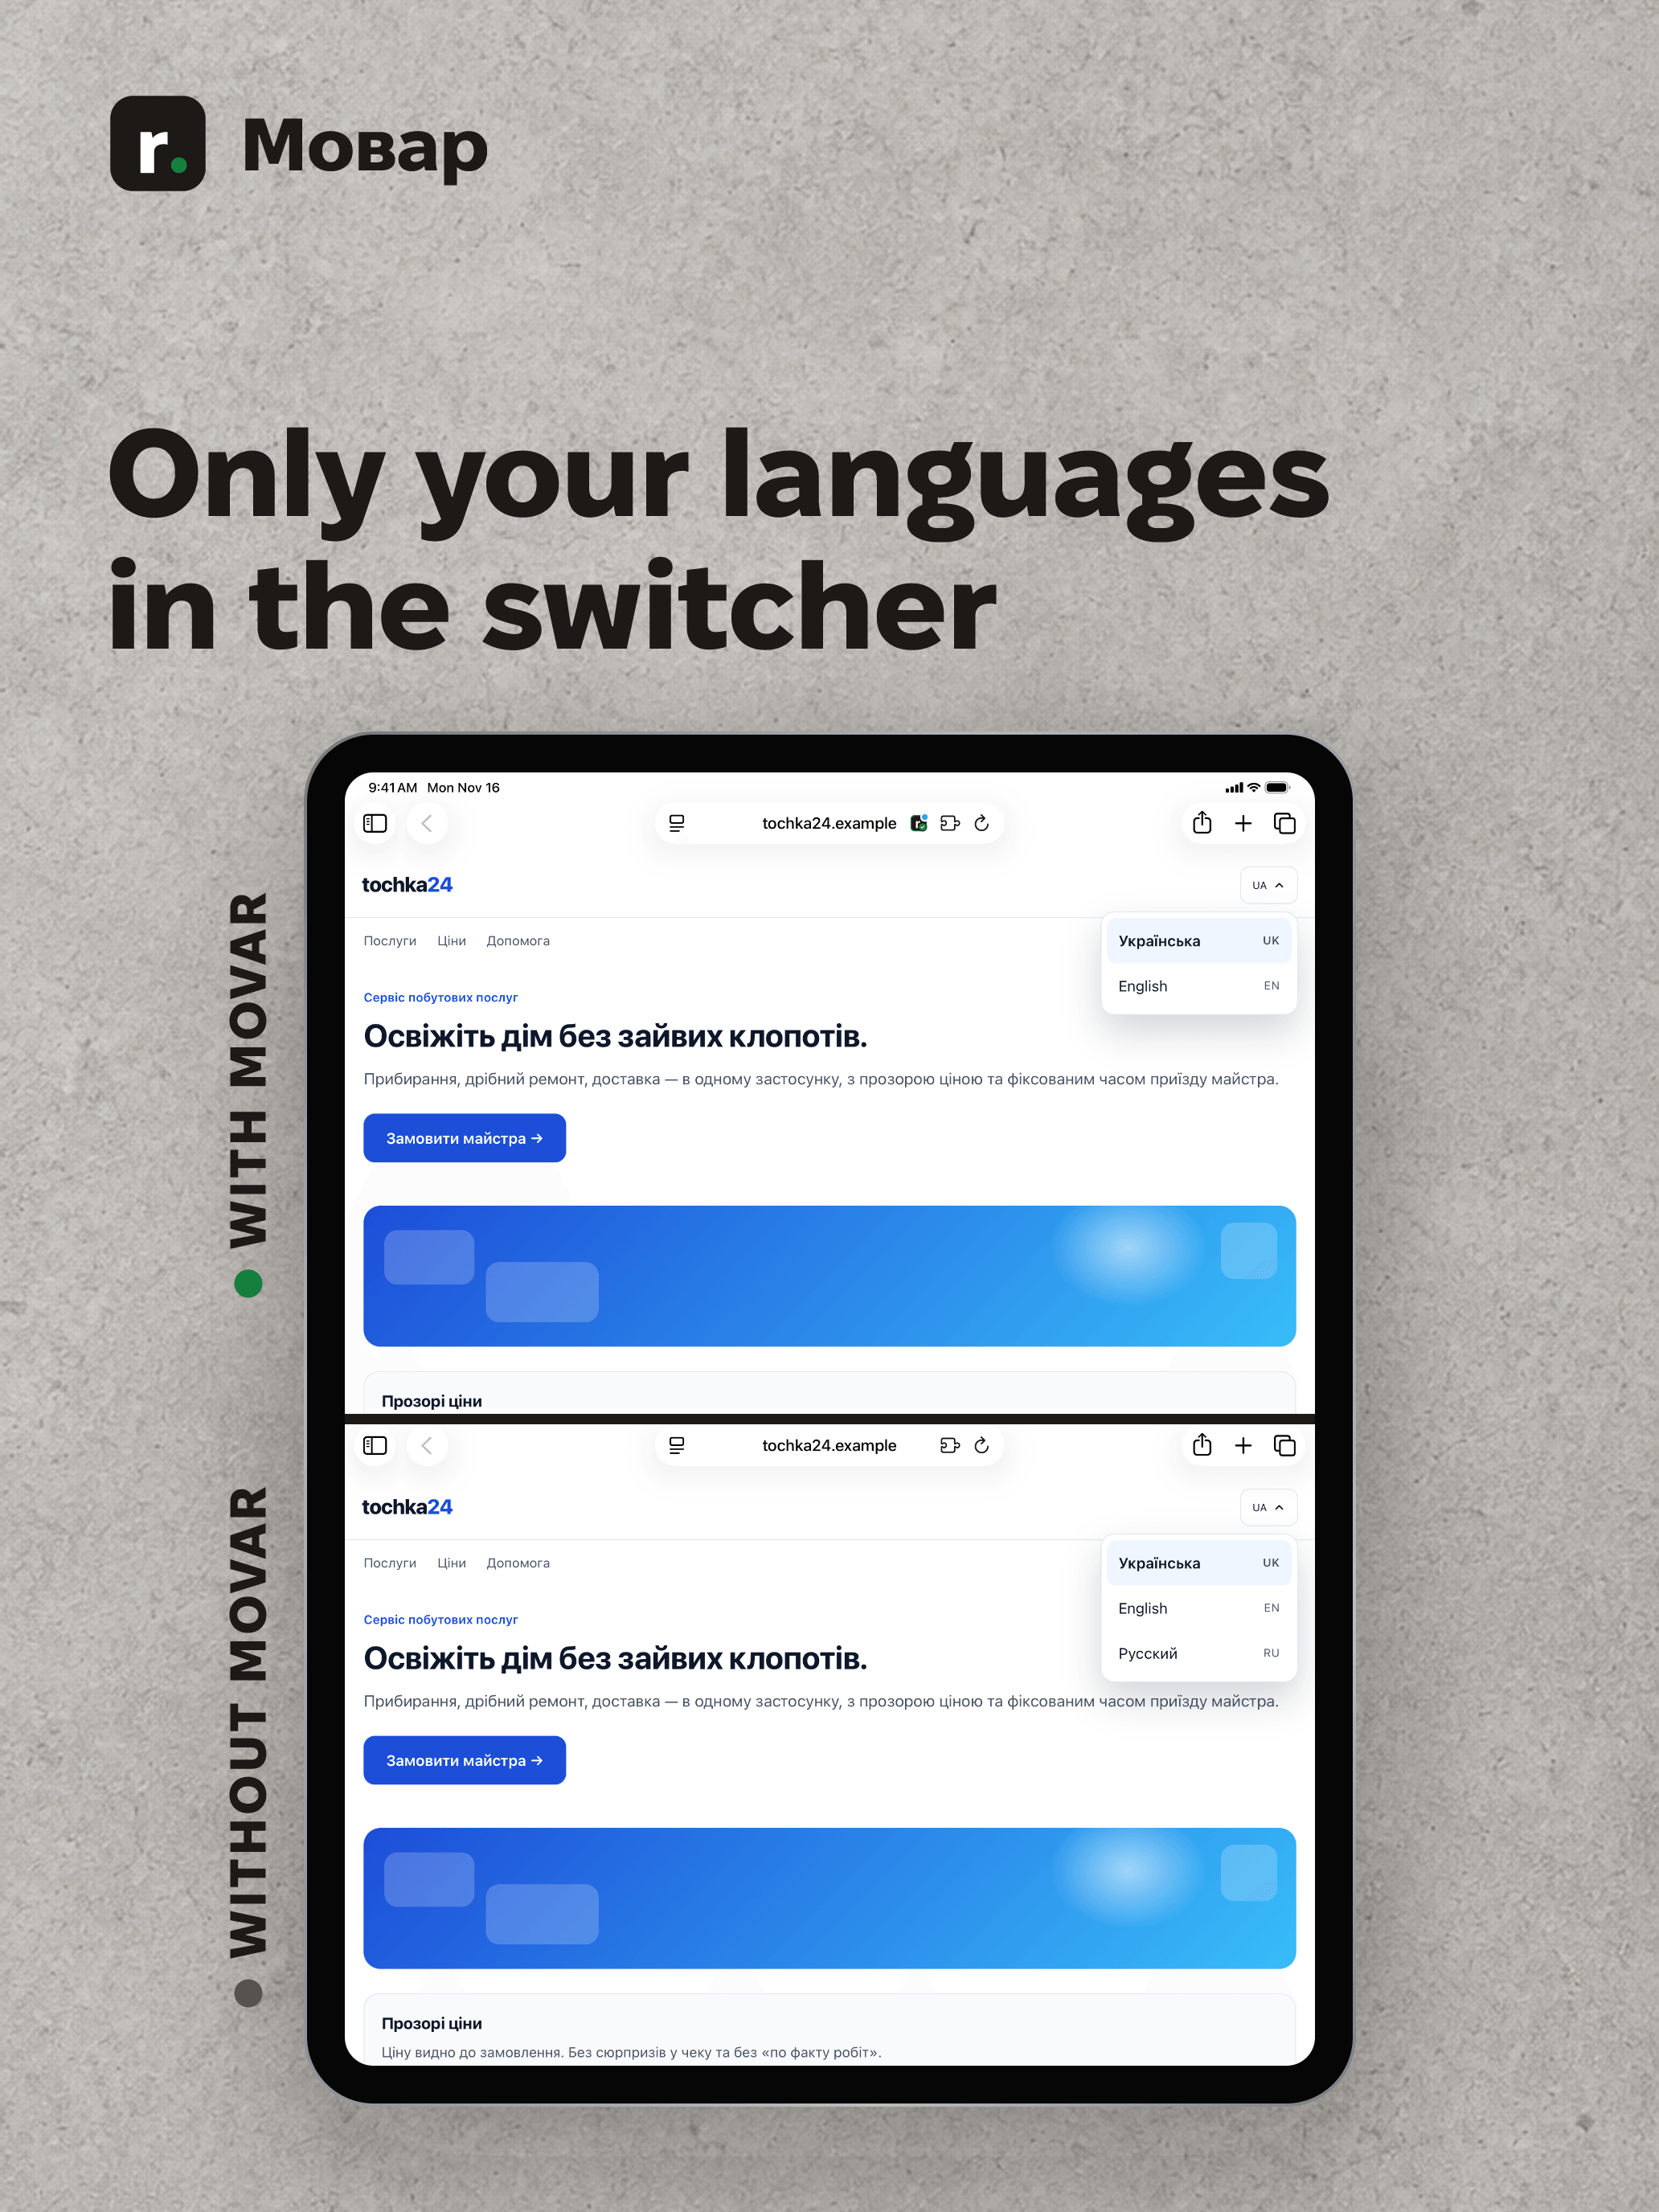 r.
Мовар
Only your languages
in the switcher
WITH MOVAR
9:41 AM Mon Nov 16
tochka24.example
tochka24
UA
Українська UK
English EN
Послуги Ціни Допомога
Сервіс побутових послуг
Освіжіть дім без зайвих клопотів.
Прибирання, дрібний ремонт, доставка — в одному застосунку, з прозорою ціною та фіксованим часом приїзду майстра.
Замовити майстра →
Прозорі ціни
WITHOUT MOVAR
tochka24.example
tochka24
UA
Українська UK
English EN
Русский RU
Послуги Ціни Допомога
Сервіс побутових послуг
Освіжіть дім без зайвих клопотів.
Прибирання, дрібний ремонт, доставка — в одному застосунку, з прозорою ціною та фіксованим часом приїзду майстра.
Замовити майстра →
Прозорі ціни
Ціну видно до замовлення. Без сюрпризів у чеку та без «по факту робіт».